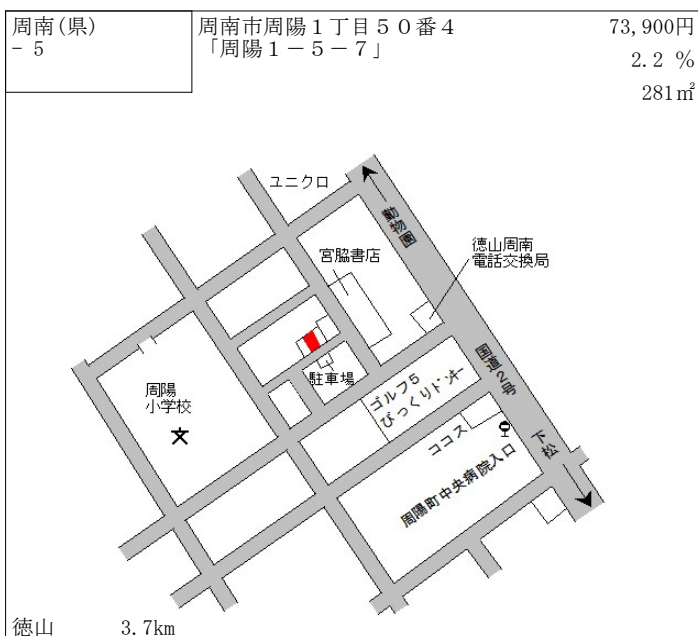 周南(県)
- 5
周南市周陽１丁目５０番４
「周陽１－５－７」
73,900円
2.2 %
281㎡
ユニクロ
動物園
宮脇書店
徳山周南
電話交換局
国道2号
駐車場
周陽
小学校
文
ゴルフ5
びっくりドンキー
ココス
下松
周陽町中央病院入口
徳山 3.7km